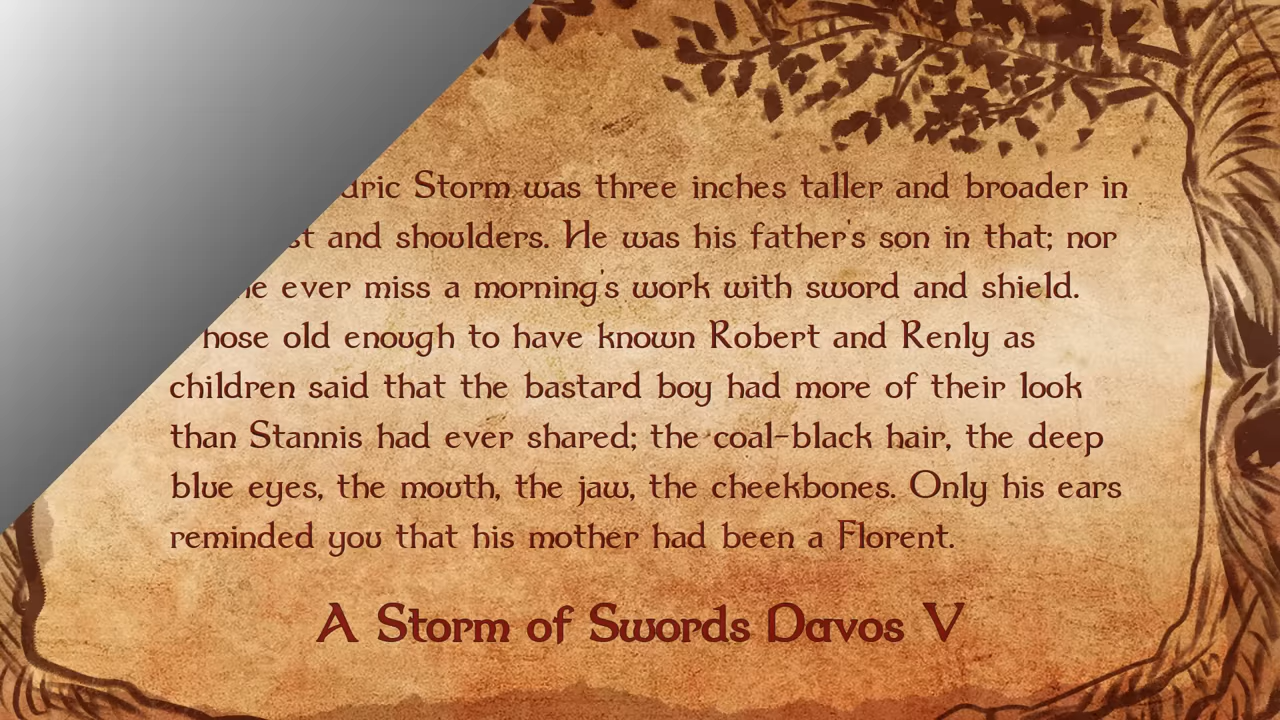 Storm was three inches taller and broader in
and shoulders. He was his father's son in that; nor
ever miss a morning's work with sword and shield.
old enough to have known Robert and Renly as
children said that the bastard boy had more of their look
than Stannis had ever shared; the coal-black hair, the deep
blue eyes, the mouth, the jaw, the cheekbones. Only his ears
reminded you that his mother had been a Florent.
A Storm of Swords Davos V